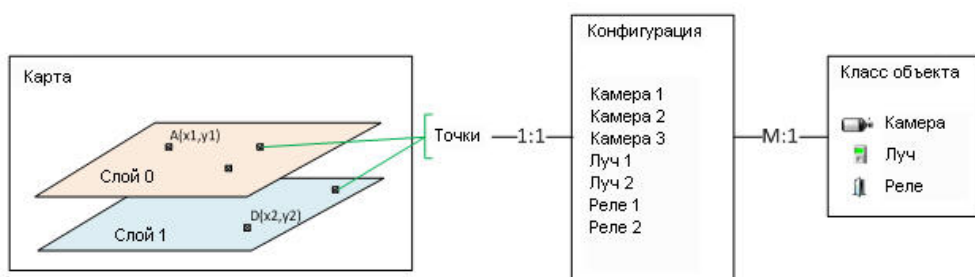 Карта
A(x1,y1)
Слой 0
D(x2,y2)
Слой 1
Точки
1:1
Конфигурация
Камера 1
Камера 2
Камера 3
Луч 1
Луч 2
Реле 1
Реле 2
М:1
Класс объекта
Камера
Луч
Реле